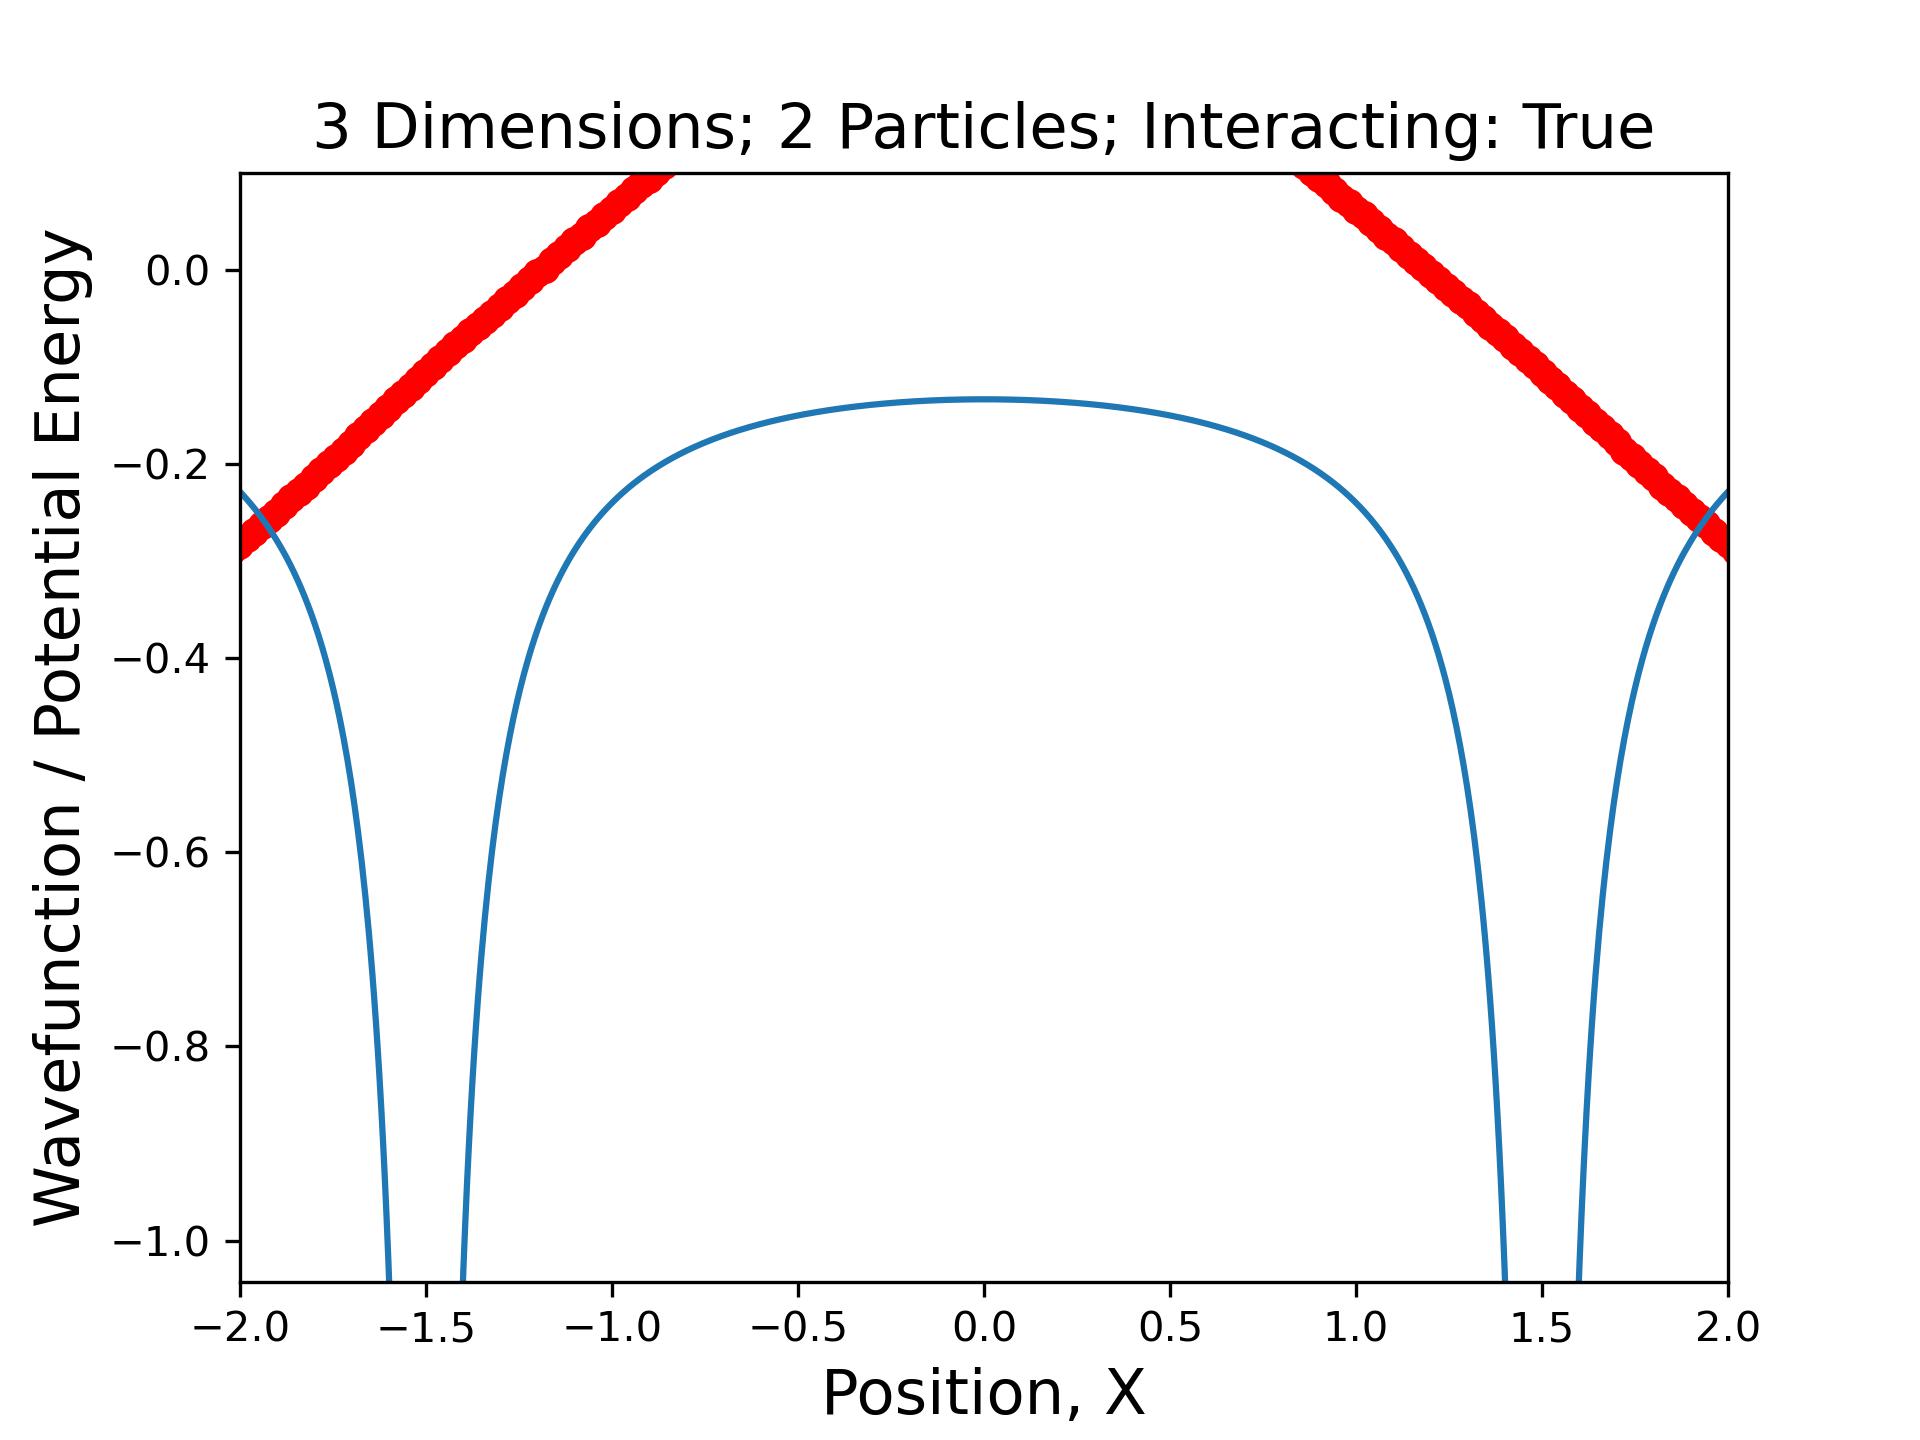 3 Dimensions; 2 Particles; Interacting: True
Wavefunction / Potential Energy
0.0
−0.2
−0.4
−0.6
−0.8
−1.0
−2.0 −1.5 −1.0 −0.5 0.0 0.5 1.0 1.5 2.0
Position, X